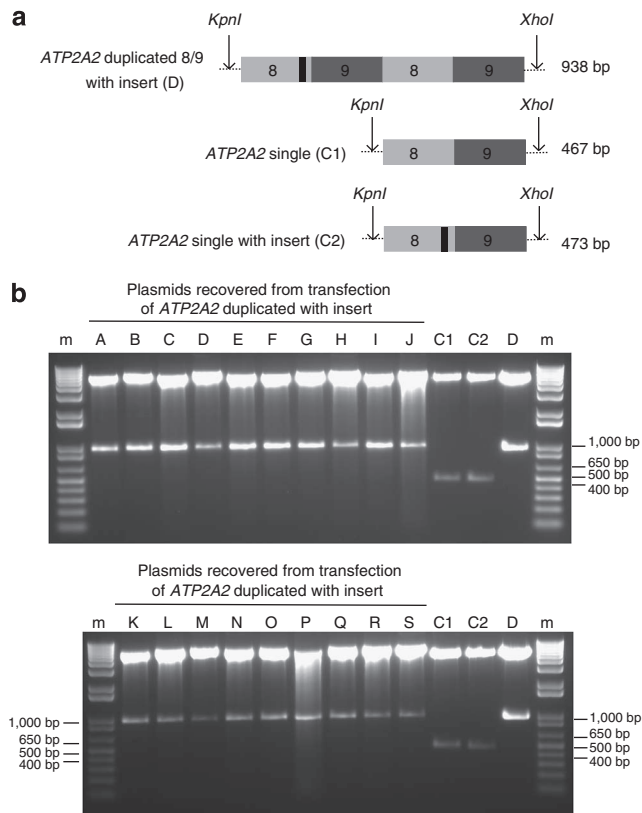 a
KpnI
XhoI
ATP2A2 duplicated 8/9
with insert (D)
8
9
8
9
938 bp
KpnI
XhoI
ATP2A2 single (C1)
8
9
467 bp
KpnI
XhoI
ATP2A2 single with insert (C2)
8
9
473 bp
b
Plasmids recovered from transfection
of ATP2A2 duplicated with insert
m A B C D E F G H I J C1 C2 D m
1,000 bp
650 bp
500 bp
400 bp
Plasmids recovered from transfection
of ATP2A2 duplicated with insert
m K L M N O P Q R S C1 C2 D m
1,000 bp
650 bp
500 bp
400 bp
1,000 bp
650 bp
500 bp
400 bp